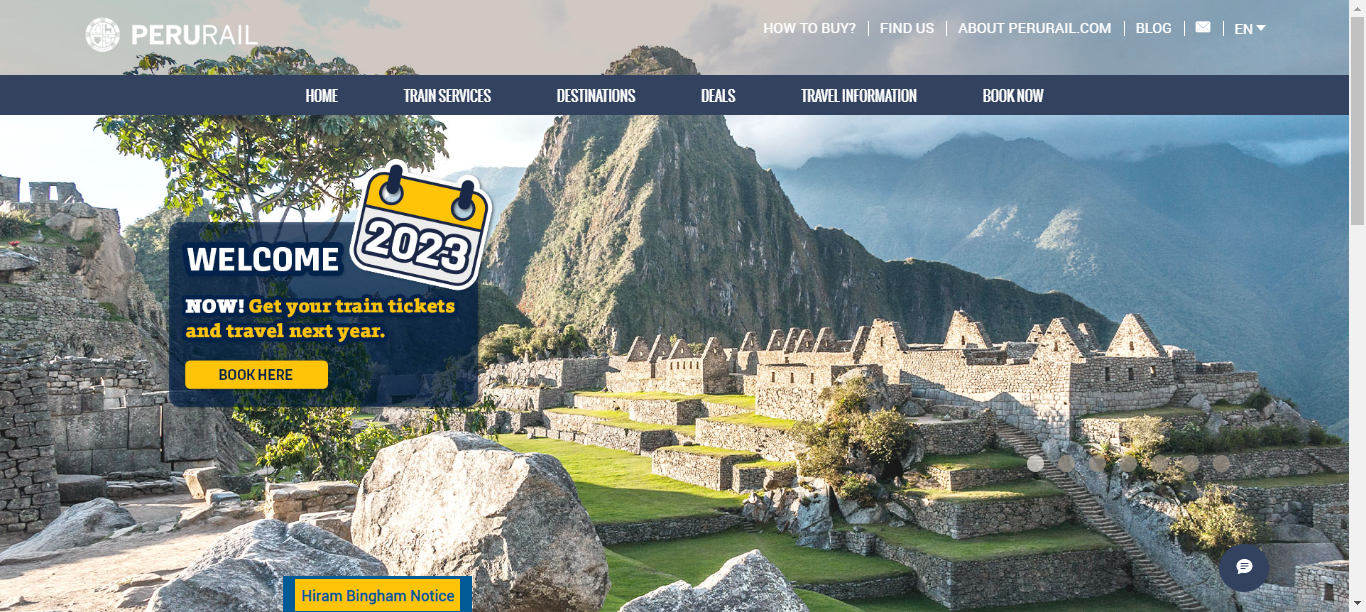 PERURAIL
HOW TO BUY? FIND US ABOUT PERURAIL.COM BLOG EN
HOME TRAIN SERVICES DESTINATIONS DEALS TRAVEL INFORMATION BOOK NOW
2023
WELCOME
NOW! Get your train tickets
and travel next year.
BOOK HERE
Hiram Bingham Notice